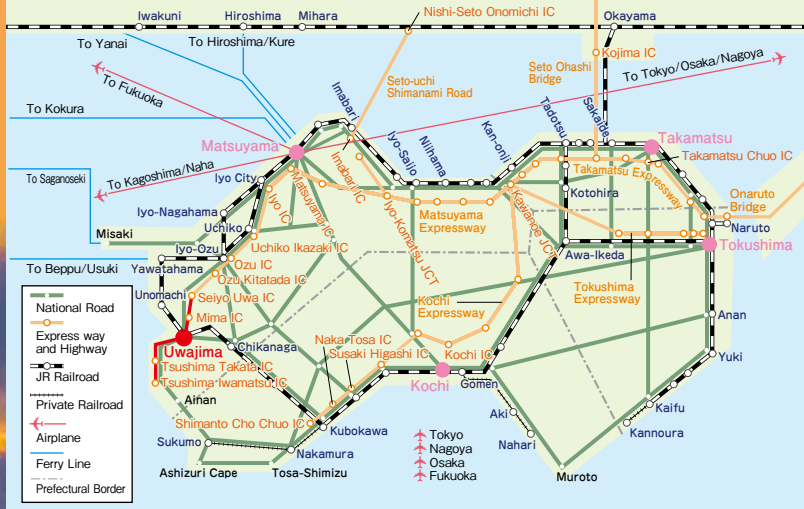 Iwakuni
Hiroshima
Mihara
Nishi-Seto Onomichi IC
Okayama
To Yanai
To Hiroshima/Kure
Kojima IC
Seto Ohashi
Bridge
To Tokyo/Osaka/Nagoya
To Fukuoka
Seto-uchi
Shimanami Road
To Kokura
Imabari
Iyo-Saijo
Niihama
Kan-onji
Tadotsu
Sakaide
Takamatsu
Matsuyama
Takamatsu Chuo IC
To Kagoshima/Naha
To Saganoseki
Iyo City
Imabari IC
Takamatsu Expressway
Matsuyama IC
Iyo IC
Kotohira
Onaruto
Bridge
Iyo-Nagahama
Iyo-Komatsu JCT
Matsuyama
Expressway
Kawanoe JCT
Naruto
Uchiko
Misaki
Iyo-Ozu
Uchiko Ikazaki IC
Awa-Ikeda
Tokushima
To Beppu/Usuki
Yawatahama
Ozu IC
Ozu Kitatada IC
Tokushima
Expressway
Seiyo Uwa IC
Unomachi
Kochi
Expressway
Mima IC
Anan
National Road
Express way
and Highway
JR Railroad
Private Railroad
Airplane
Ferry Line
Prefectural Border
Uwajima
Chikanaga
Naka-Tosa IC
Susaki Higashi IC
Kochi IC
Yuki
Tsushima Takata IC
Tsushima Iwamatsu IC
Kochi
Gomen
Ainan
Aki
Kaifu
Shimanto Cho Chuo IC
Kubokawa
Kannoura
Sukumo
Nakamura
Nahari
Tokyo
Nagoya
Osaka
Fukuoka
Ashizuri Cape
Tosa-Shimizu
Muroto